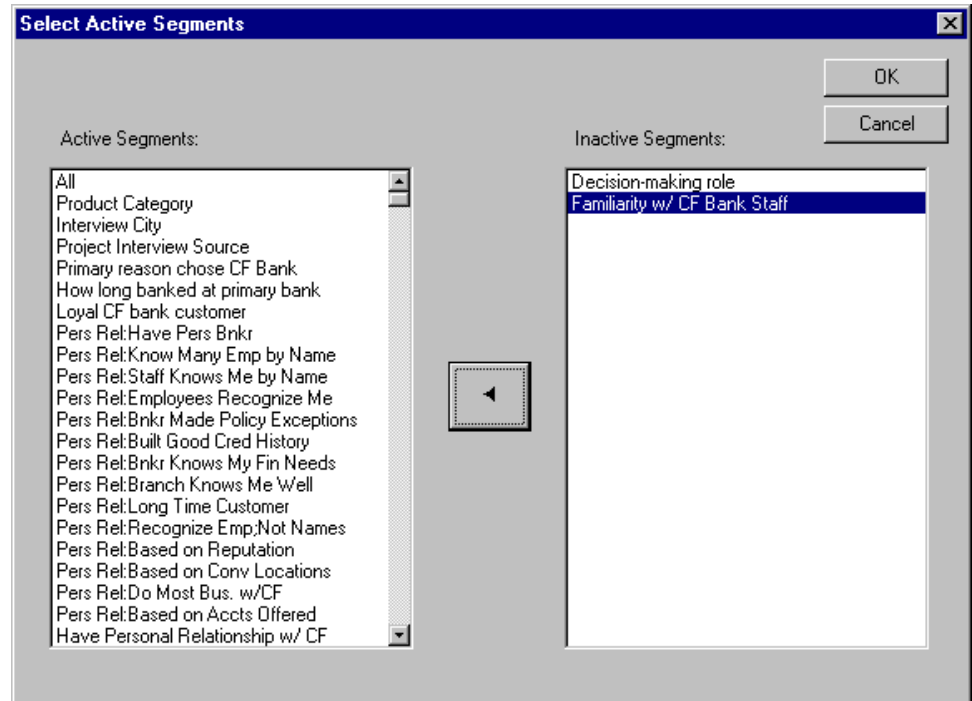 Select Active Segments
OK
Cancel
Active Segments:
All
Product Category
Interview City
Project Interview Source
Primary reason chose CF Bank
How long banked at primary bank
Loyal CF bank customer
Pers Rel:Have Pers Bnkr
Pers Rel:Know Many Emp by Name
Pers Rel:Staff Knows Me by Name
Pers Rel:Employees Recognize Me
Pers Rel:Bnkr Made Policy Exceptions
Pers Rel:Built Good Cred History
Pers Rel:Bnkr Knows My Fin Needs
Pers Rel:Branch Knows Me Well
Pers Rel:Long Time Customer
Pers Rel:Recognize Emp;Not Names
Pers Rel:Based on Reputation
Pers Rel:Based on Conv Locations
Pers Rel:Do Most Bus. w/CF
Pers Rel:Based on Accts Offered
Have Personal Relationship w/ CF
Inactive Segments:
Decision-making role
Familiarity w/ CF Bank Staff